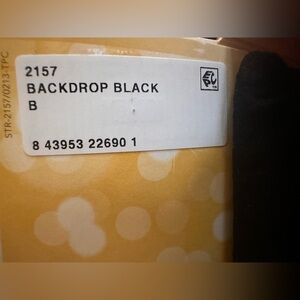 2157
BACKDROP BLACK
B
8 43953 22690 1
STR-2157/0213-TPC